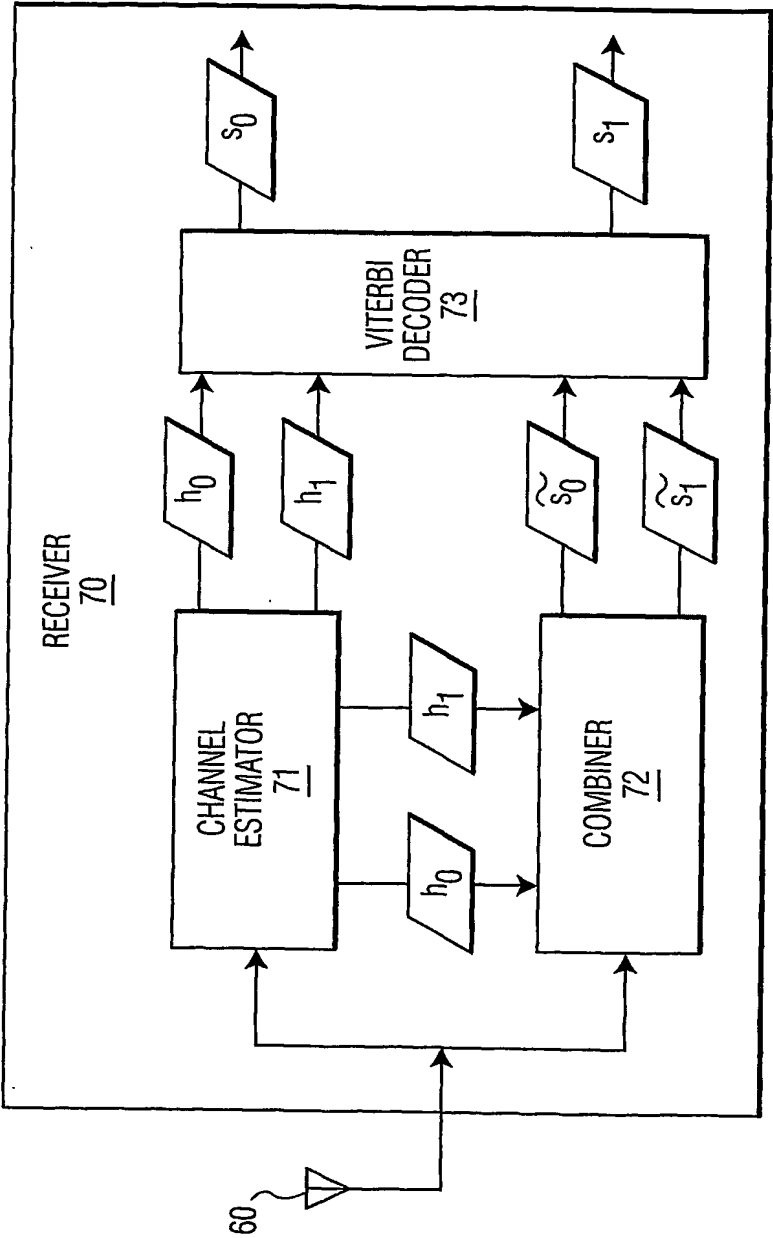 RECEIVER
70
60
CHANNEL
ESTIMATOR
71
h0
h1
h0
h1
COMBINER
72
s̃0
s̃1
VITERBI
DECODER
73
s0
s1